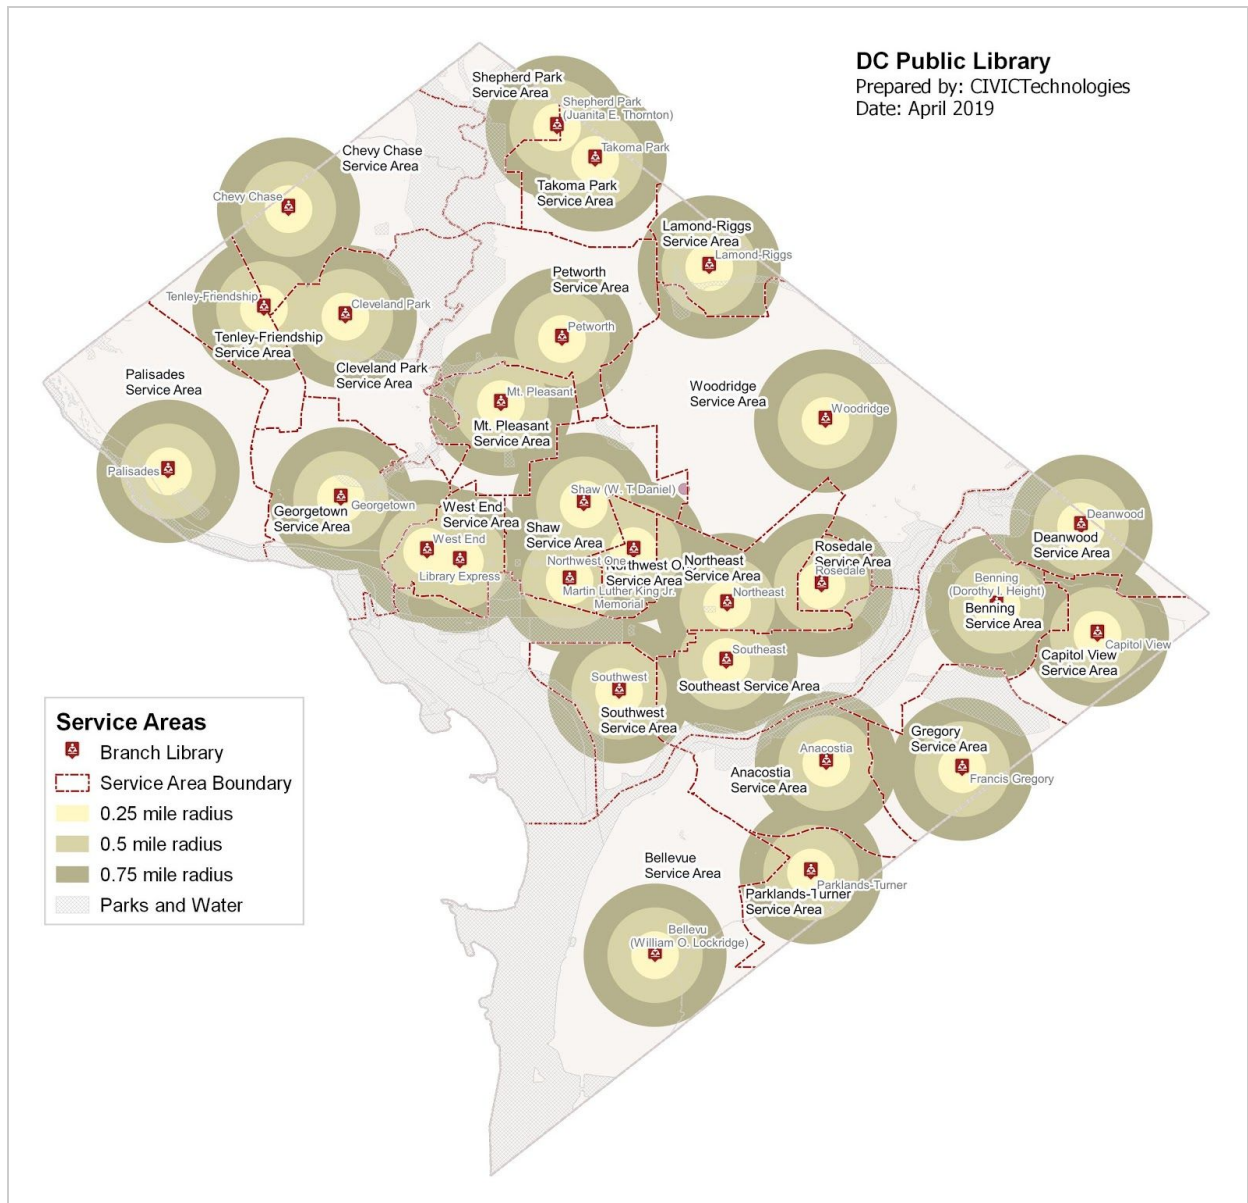 DC Public Library
Prepared by: CIVICTechnologies
Date: April 2019
Shepherd Park
Service Area
Shepherd Park
(Juanita E. Thornton)
Takoma Park
Takoma Park
Service Area
Chevy Chase
Service Area
Chevy Chase
Lamond-Riggs
Service Area
Lamond-Riggs
Petworth
Service Area
Petworth
Tenley-Friendship
Tenley-Friendship
Service Area
Cleveland Park
Cleveland Park
Service Area
Palisades
Service Area
Palisades
Mt. Pleasant
Mt. Pleasant
Service Area
Woodridge
Service Area
Woodridge
Georgetown
Service Area
Georgetown
West End
Service Area
West End
Library Express
Shaw (W. T. Daniel)
Shaw
Service Area
Northwest One
Northwest O
Service Area
Martin Luther King Jr.
Memorial
Northeast
Service Area
Northeast
Rosedale
Service Area
Rosedale
Deanwood
Deanwood
Service Area
Benning
(Dorothy I. Height)
Benning
Service Area
Capitol View
Capitol View
Service Area
Southeast
Southeast Service Area
Southwest
Southwest
Service Area
Gregory
Service Area
Francis Gregory
Anacostia
Anacostia
Service Area
Bellevue
Service Area
Parklands-Turner
Parklands-Turner
Service Area
Bellevu
(William O. Lockridge)
Service Areas
Branch Library
Service Area Boundary
0.25 mile radius
0.5 mile radius
0.75 mile radius
Parks and Water